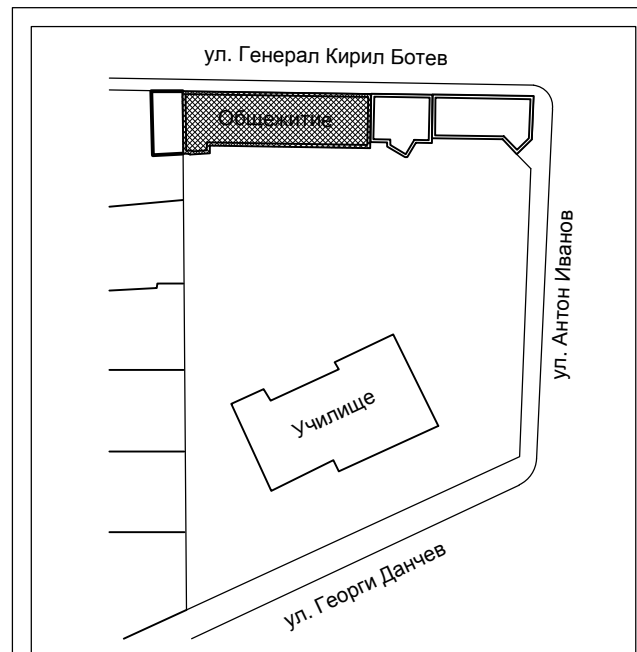 ул. Генерал Кирил Ботев
Общежитие
ул. Антон Иванов
Училище
ул. Георги Данчев